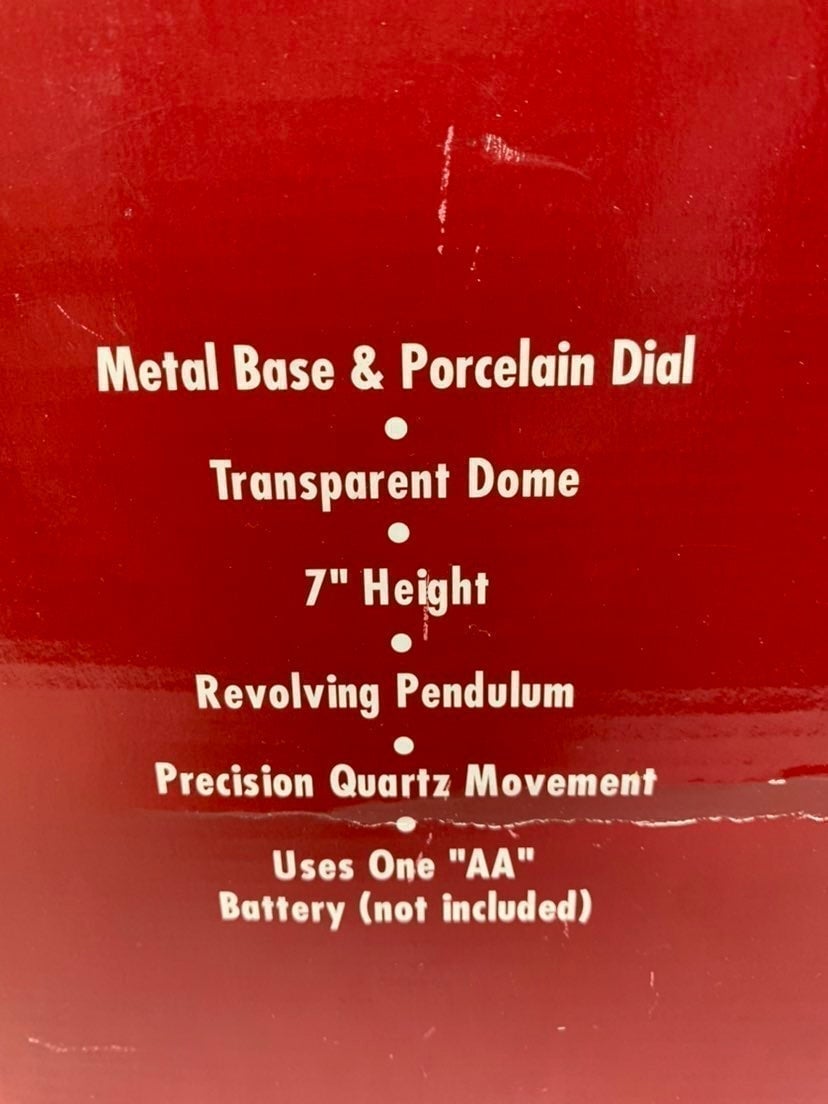 Metal Base & Porcelain Dial
•
Transparent Dome
•
7" Height
•
Revolving Pendulum
•
Precision Quartz Movement
•
Uses One "AA"
Battery (not included)